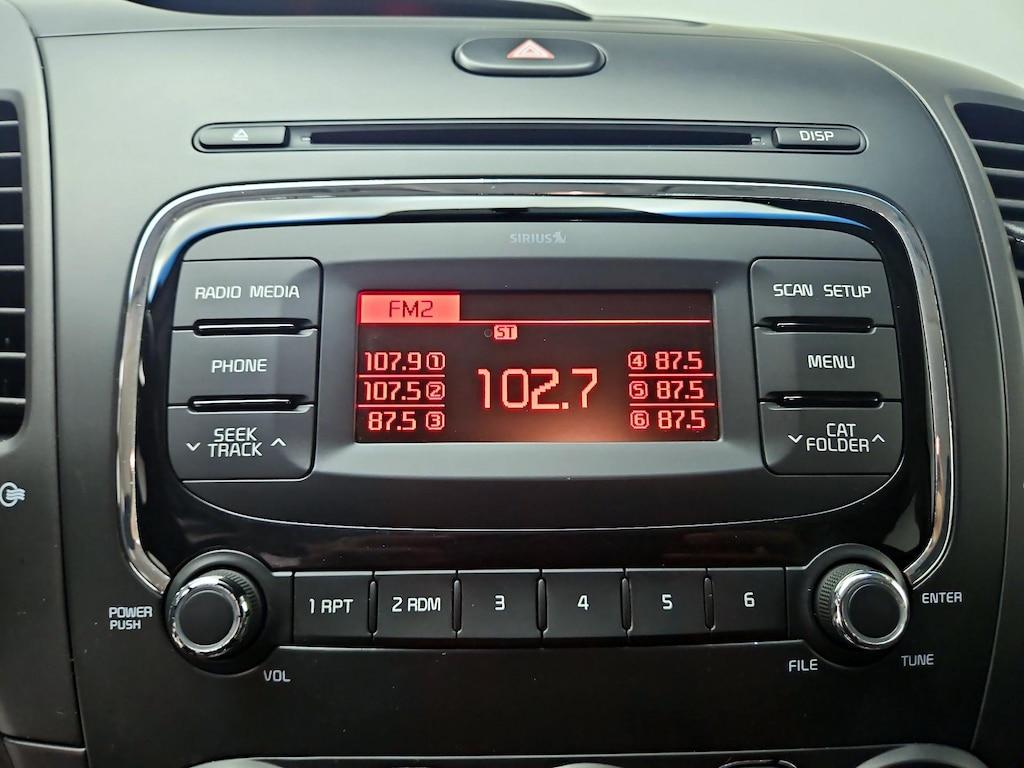 DISP
SIRIUS
RADIO MEDIA
PHONE
SEEK
TRACK
FM2
ST
107.9 1
107.5 2
87.5 3
102.7
4 87.5
5 87.5
6 87.5
SCAN SETUP
MENU
CAT
FOLDER
POWER
PUSH
VOL
1 RPT
2 RDM
3
4
5
6
FILE
TUNE
ENTER